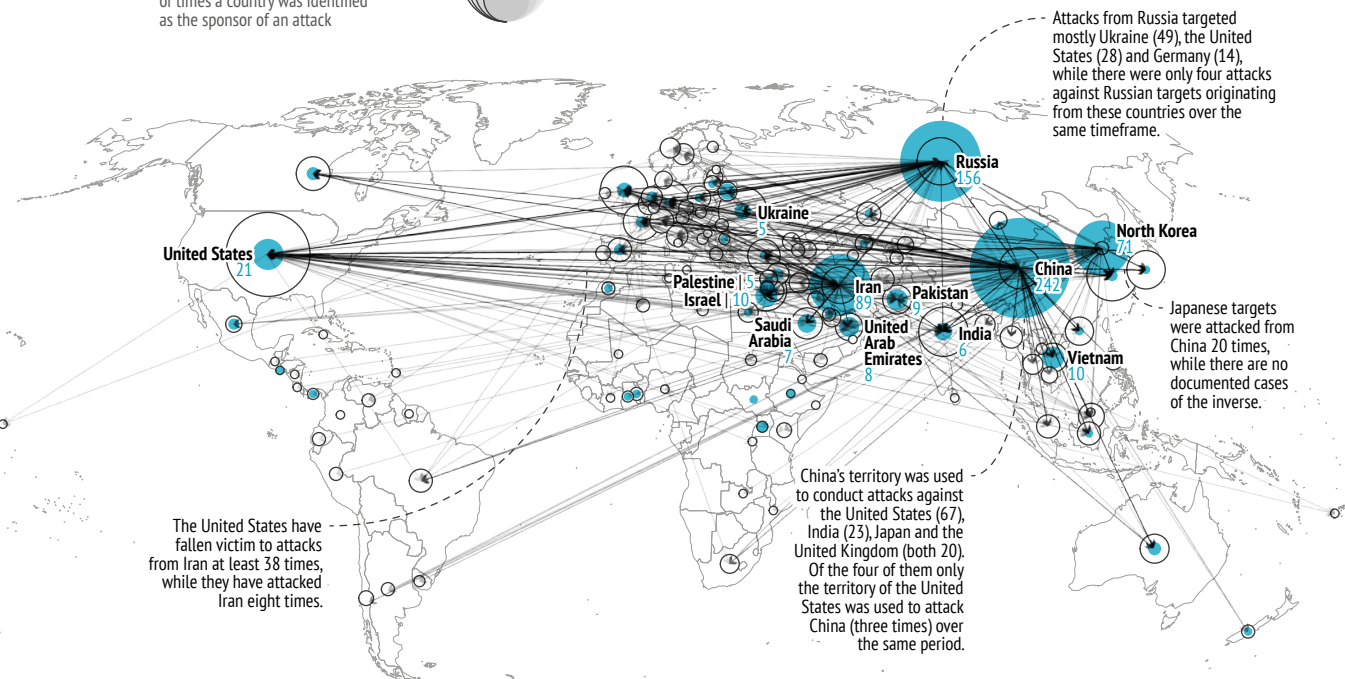 of times a country was identified
as the sponsor of an attack
Attacks from Russia targeted
mostly Ukraine (49), the United
States (28) and Germany (14),
while there were only four attacks
against Russian targets originating
from these countries over the
same timeframe.
Russia
156
Ukraine
5
North Korea
71
United States
21
China
242
Palestine | 5
Israel | 10
Iran
89
Pakistan
9
Saudi
Arabia
7
United
Arab
Emirates
8
India
6
Vietnam
10
Japanese targets
were attacked from
China 20 times,
while there are no
documented cases
of the inverse.
China's territory was used
to conduct attacks against
the United States (67),
India (23), Japan and the
United Kingdom (both 20).
Of the four of them only
the territory of the United
States was used to attack
China (three times) over
the same period.
The United States have
fallen victim to attacks
from Iran at least 38 times,
while they have attacked
Iran eight times.